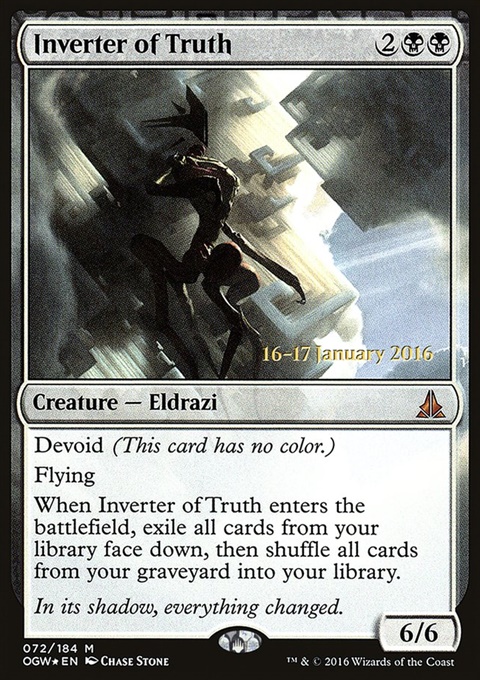 Inverter of Truth 2
16-17 January 2016
Creature — Eldrazi
Devoid (This card has no color.)
Flying
When Inverter of Truth enters the
battlefield, exile all cards from your
library face down, then shuffle all cards
from your graveyard into your library.
In its shadow, everything changed.
6/6
072/184 M
OGW★EN Chase Stone
™ & © 2016 Wizards of the Coast